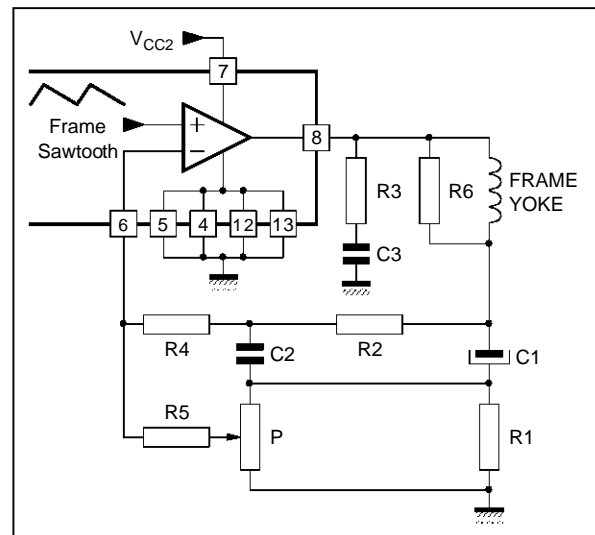 VCC2
7
Frame
Sawtooth
+
−
8
R3
R6
FRAME
YOKE
6
5
4
12
13
C3
R4
R2
C2
C1
R5
P
R1